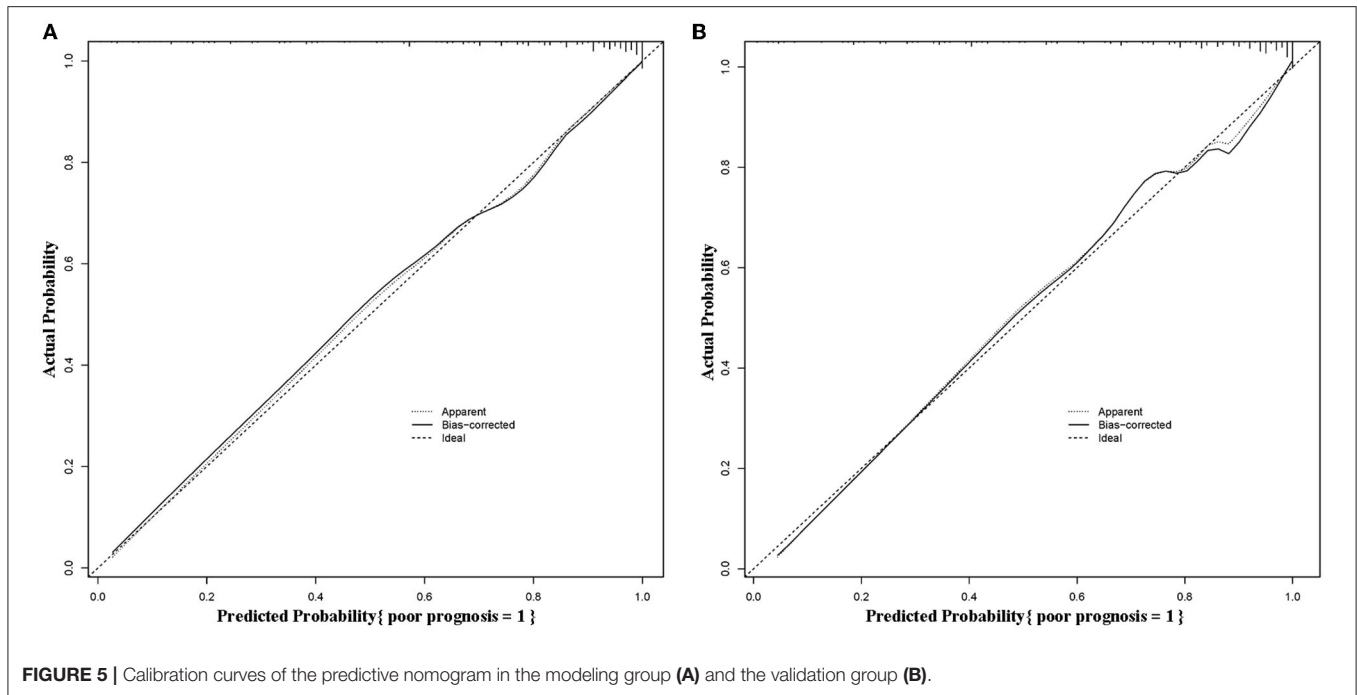 A
1.0
0.8
0.6
0.4
0.2
0.0
Actual Probability
Apparent
Bias-corrected
Ideal
0.0 0.2 0.4 0.6 0.8 1.0
Predicted Probability{ poor prognosis = 1 }
B
1.0
0.8
0.6
0.4
0.2
0.0
Actual Probability
Apparent
Bias-corrected
Ideal
0.0 0.2 0.4 0.6 0.8 1.0
Predicted Probability{ poor prognosis = 1 }
FIGURE 5 | Calibration curves of the predictive nomogram in the modeling group (A) and the validation group (B).